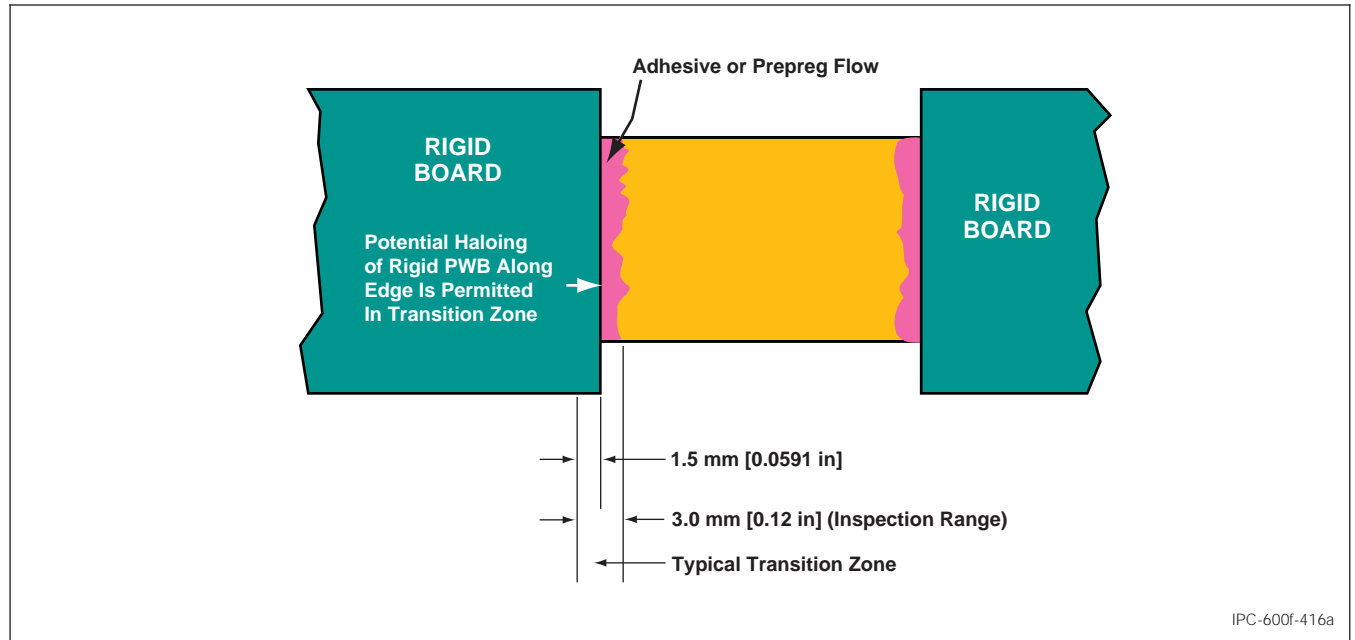 Adhesive or Prepreg Flow
RIGID
BOARD
RIGID
BOARD
Potential Haloing
of Rigid PWB Along
Edge Is Permitted
In Transition Zone
1.5 mm [0.0591 in]
3.0 mm [0.12 in] (Inspection Range)
Typical Transition Zone
IPC-600f-416a